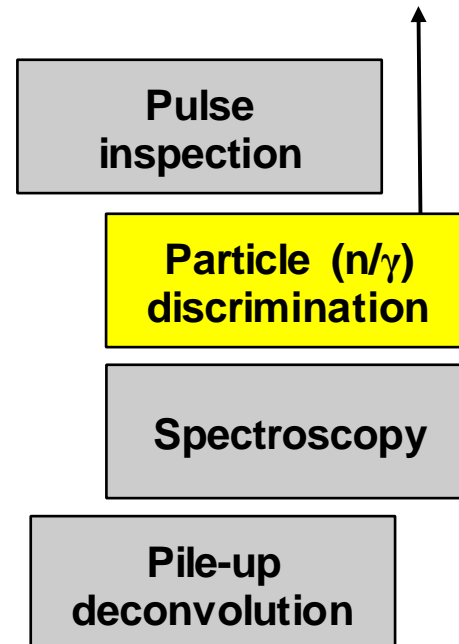 Pulse
inspection
Particle (n/γ)
discrimination
Spectroscopy
Pile-up
deconvolution